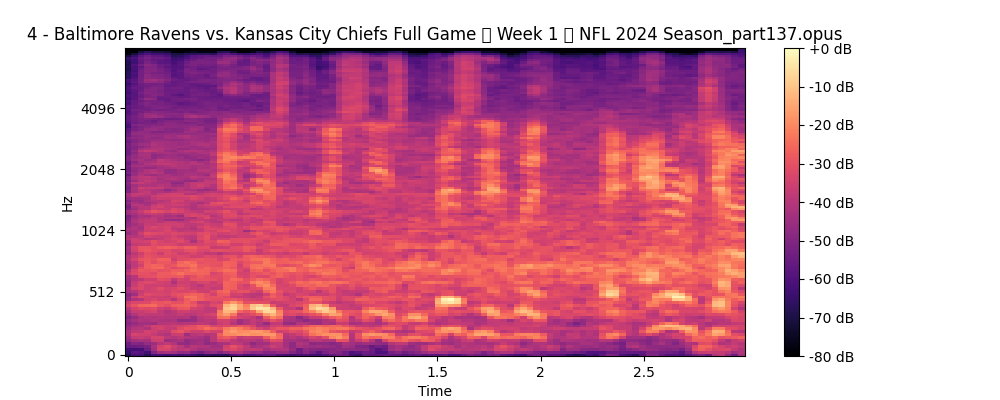 4 - Baltimore Ravens vs. Kansas City Chiefs Full Game ▯ Week 1 ▯ NFL 2024 Season_part137.opus
+0 dB
-10 dB
-20 dB
-30 dB
-40 dB
-50 dB
-60 dB
-70 dB
-80 dB
4096
2048
1024
512
0
Hz
0
0.5
1
1.5
2
2.5
Time